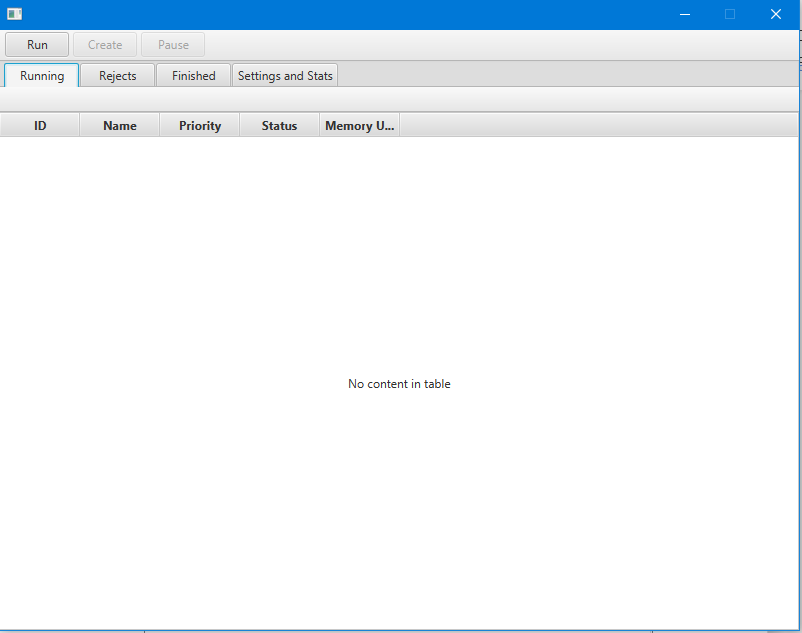 Run Create Pause
Running Rejects Finished Settings and Stats
ID Name Priority Status Memory U...
No content in table